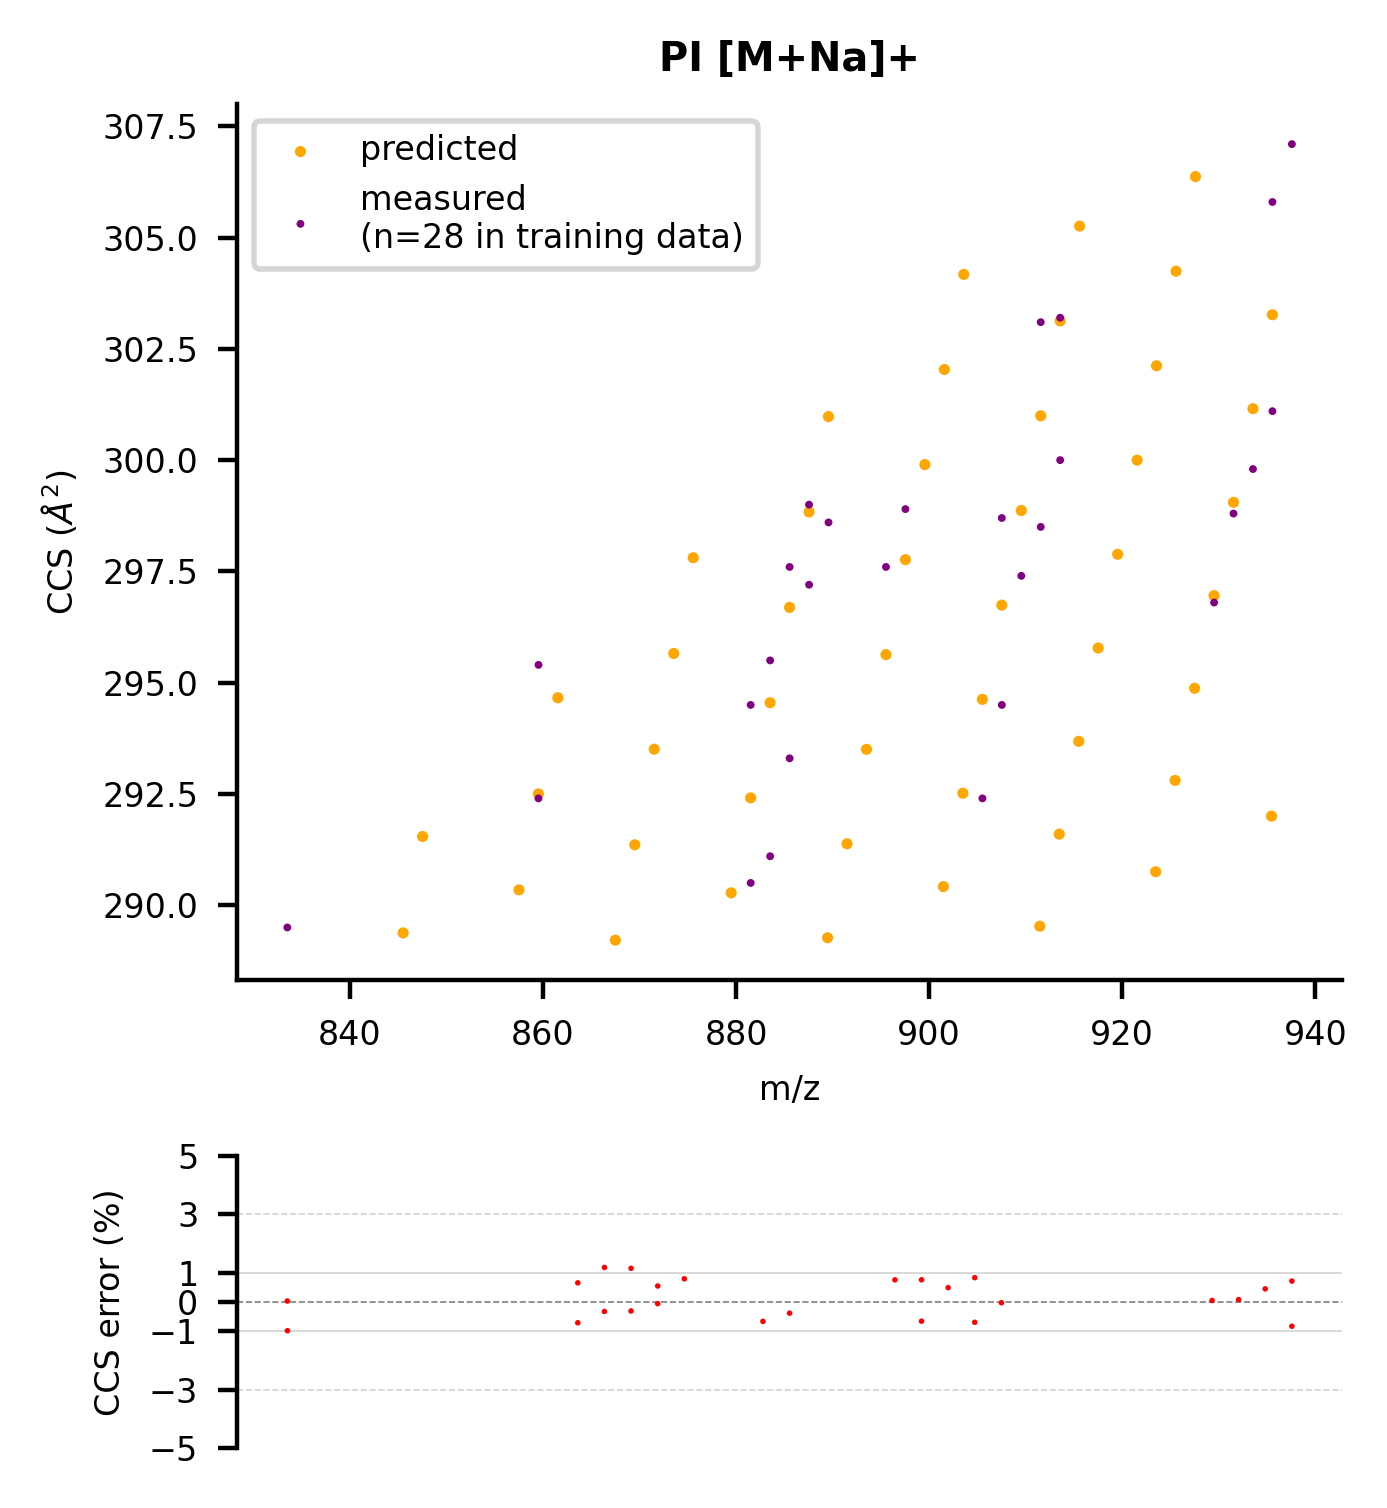 PI [M+Na]+
307.5
305.0
302.5
300.0
297.5
295.0
292.5
290.0
CCS (Å²)
predicted
measured
(n=28 in training data)
840 860 880 900 920 940
m/z
5
3
1
0
−1
−3
−5
CCS error (%)